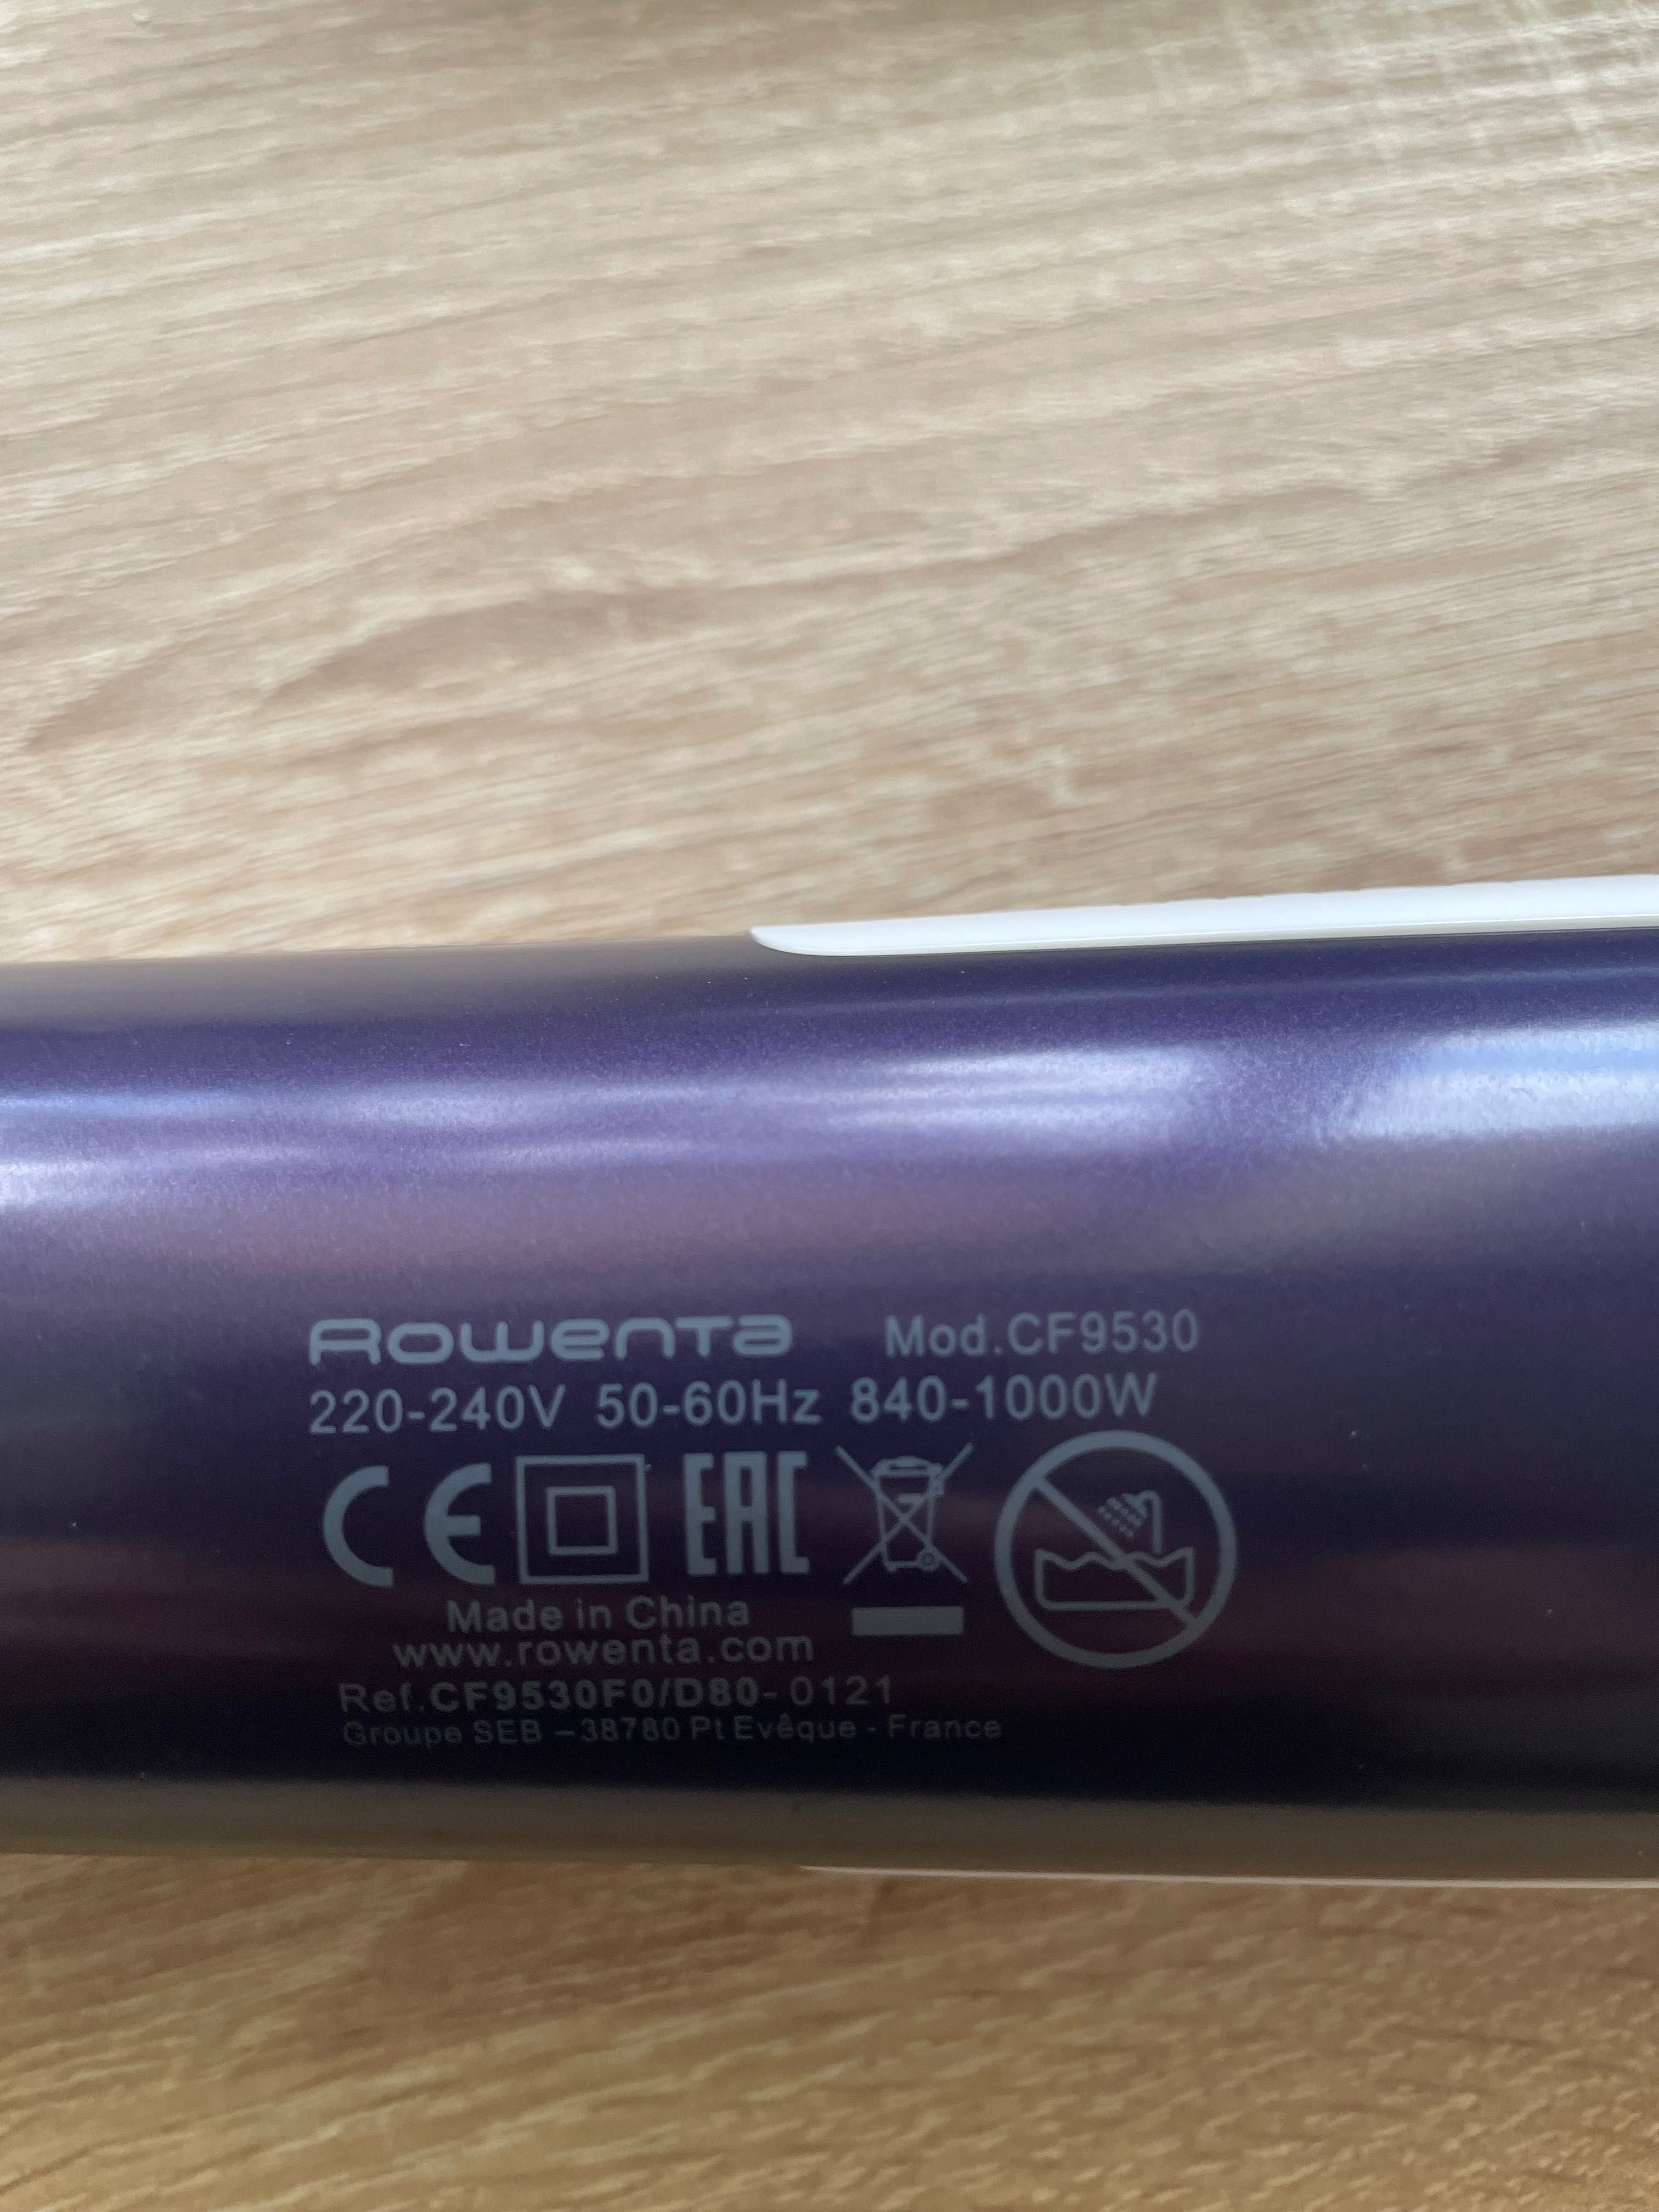 Rowenta Mod.CF9530
220-240V 50-60Hz 840-1000W
CE EAC
Made in China
www.rowenta.com
Ref.CF9530F0/D80- 0121
Groupe SEB – 38780 Pt Evêque - France